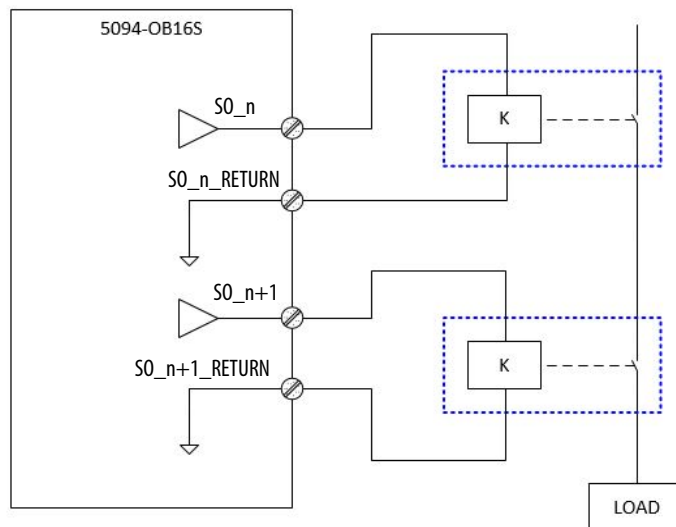 5094-OB16S
SO_n
K
SO_n_RETURN
SO_n+1
K
SO_n+1_RETURN
LOAD